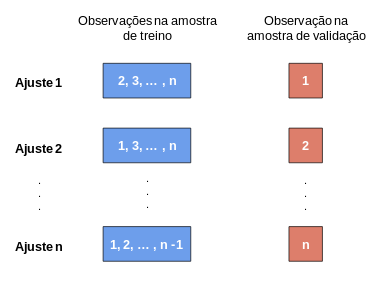 Observações na amostra de treino
Observação na amostra de validação
Ajuste 1
2, 3, ... , n
1
Ajuste 2
1, 3, ... , n
2
. . .
. . .
. . .
Ajuste n
1, 2, ... , n -1
n